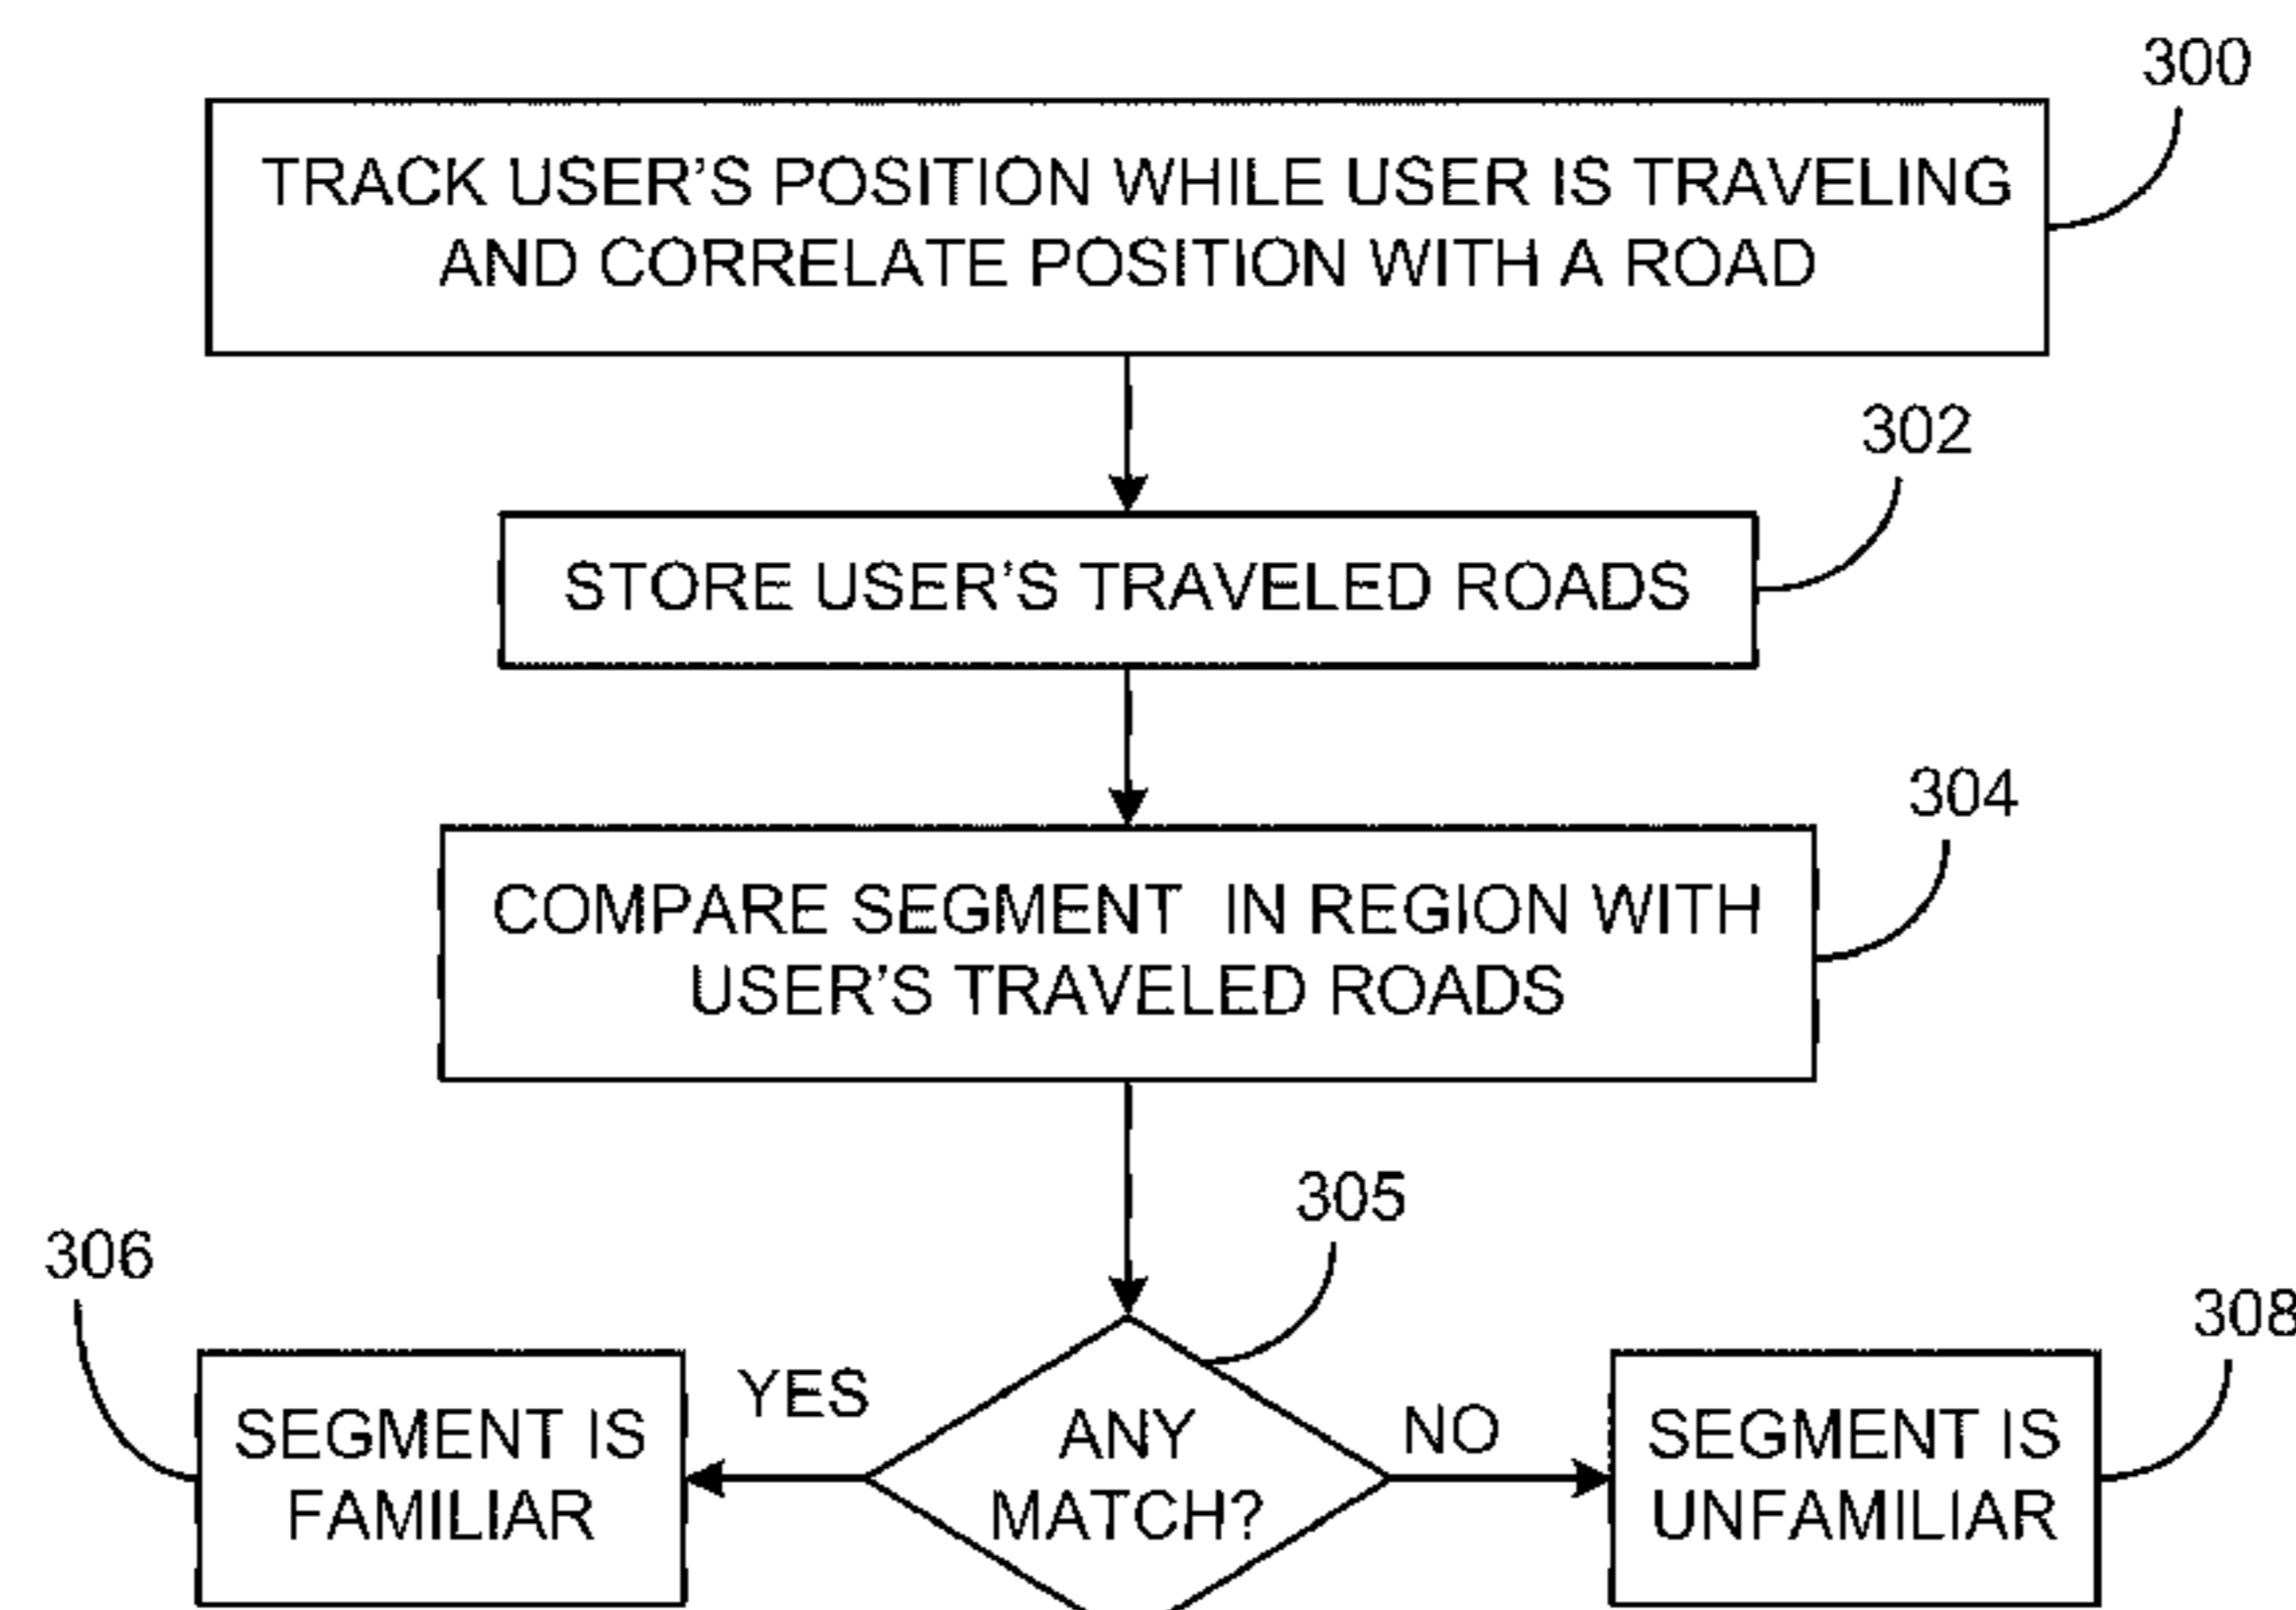 300
TRACK USER'S POSITION WHILE USER IS TRAVELING
AND CORRELATE POSITION WITH A ROAD
302
STORE USER'S TRAVELED ROADS
304
COMPARE SEGMENT IN REGION WITH
USER'S TRAVELED ROADS
305
306
308
YES
NO
SEGMENT IS
FAMILIAR
ANY
MATCH?
SEGMENT IS
UNFAMILIAR